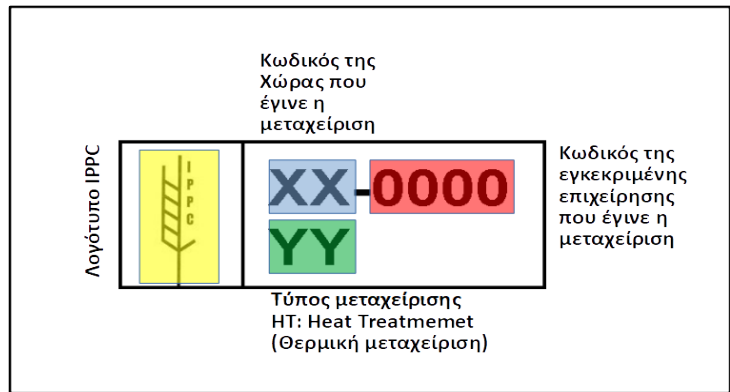 Κωδικός της
Χώρας που
έγινε η
μεταχείριση
Λογότυπο IPPC
IPPC
XX-0000
YY
Κωδικός της
εγκεκριμένης
επιχείρησης
που έγινε η
μεταχείριση
Τύπος μεταχείρισης
HT: Heat Treatmemet
(Θερμική μεταχείριση)